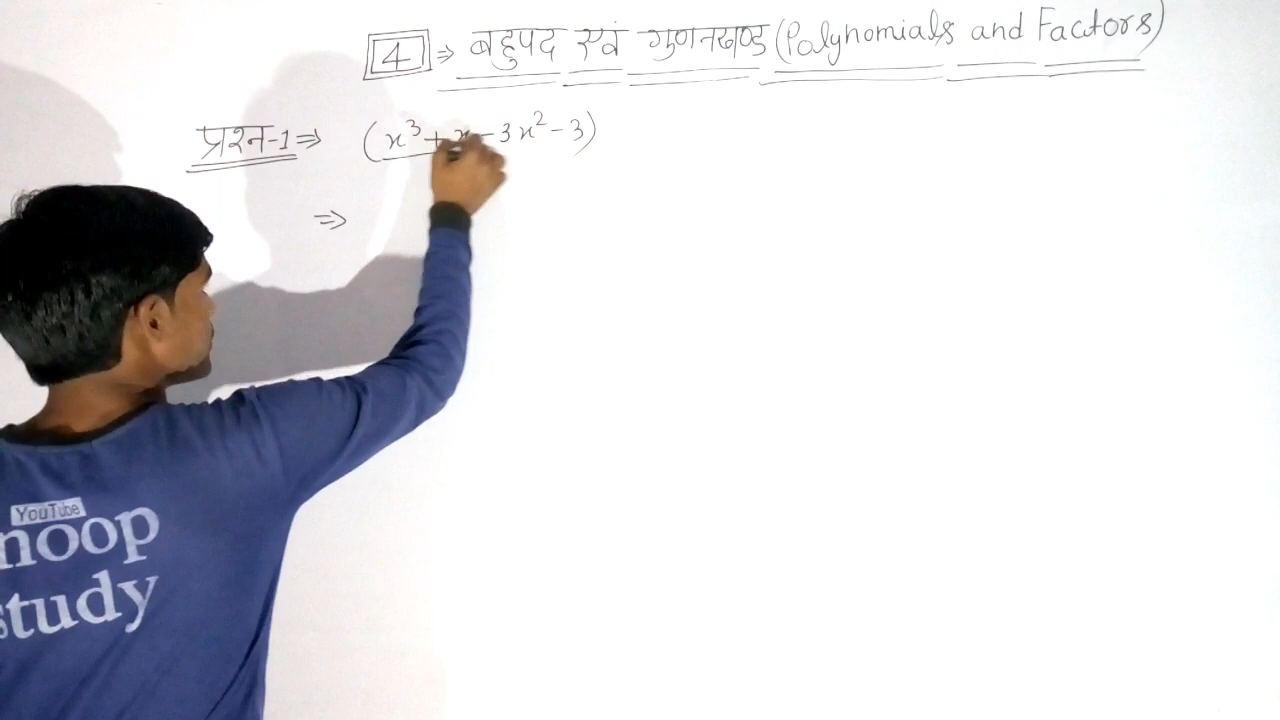 4 ⇒ बहुपद एवं गुणनखण्ड (Polynomials and Factors)
प्रश्न-1 ⇒ (x³ + x - 3x² - 3)
⇒
YouTube
noop
study